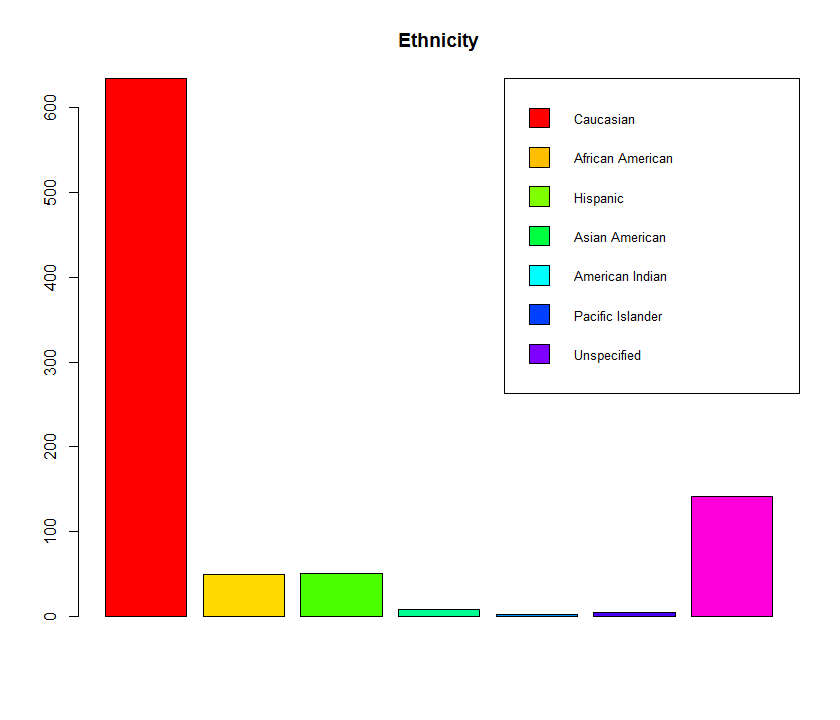 Ethnicity
600
500
400
300
200
100
0
Caucasian
African American
Hispanic
Asian American
American Indian
Pacific Islander
Unspecified